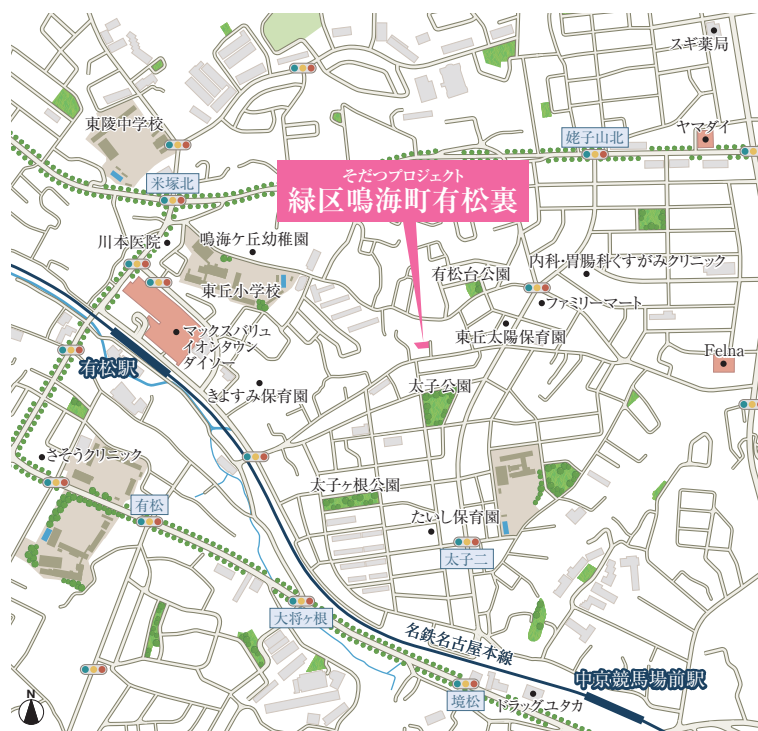 スギ薬局
東陵中学校
ヤマダイ
姥子山北
そだつプロジェクト
緑区鳴海町有松裏
米塚北
川本医院
鳴海ケ丘幼稚園
内科・胃腸科くすがみクリニック
有松台公園
東丘小学校
ファミリーマート
マックスバリュ
イオンタウン
ダイソー
東丘太陽保育園
Felna
有松駅
きよすみ保育園
太子公園
さそうクリニック
太子ヶ根公園
有松
たいし保育園
太子二
大将ヶ根
名鉄名古屋本線
中京競馬場前駅
境松
ドラッグユタカ
N